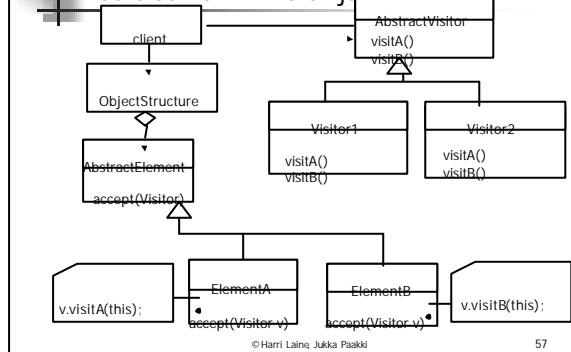 client
AbstractVisitor
visitA()
visitB()
ObjectStructure
Visitor1
visitA()
visitB()
Visitor2
visitA()
visitB()
AbstractElement
accept(Visitor)
v.visitA(this);
ElementA
accept(Visitor v)
ElementB
accept(Visitor v)
v.visitB(this);
©Harri Laine, Jukka Paakki
57